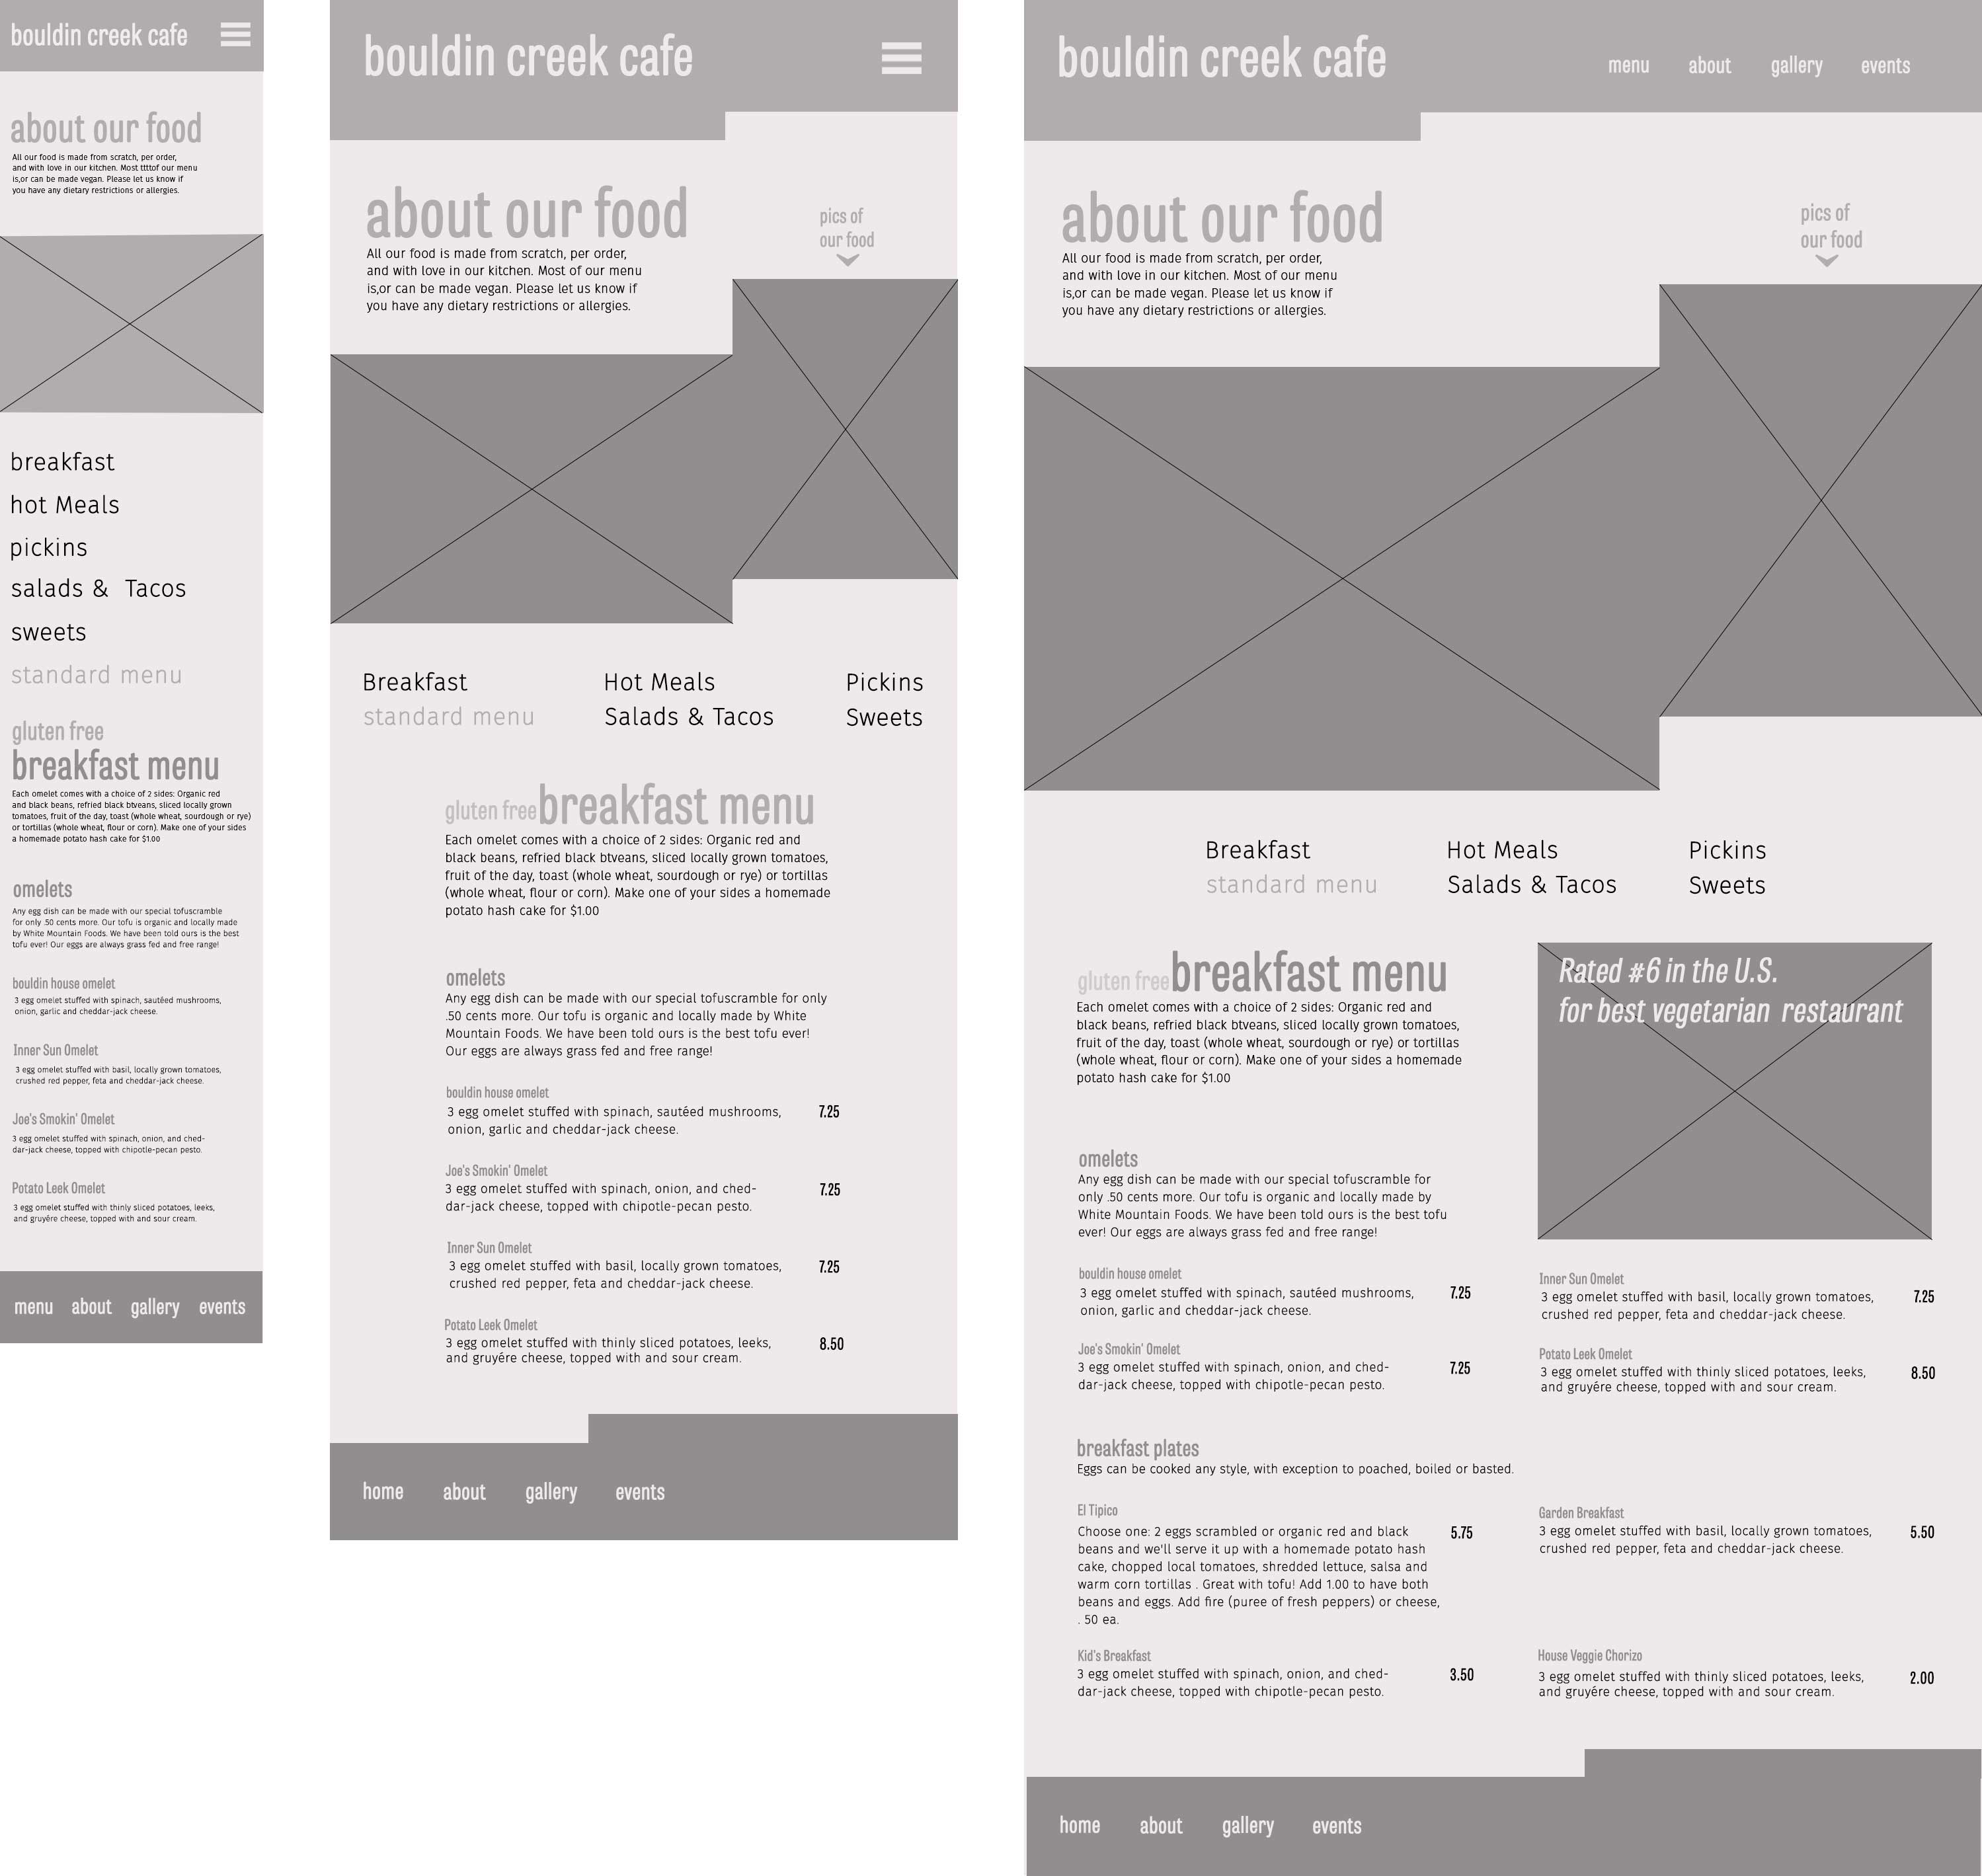 bouldin creek cafe
about our food
All our food is made from scratch, per order,
and with love in our kitchen. Most ttttof our menu
is,or can be made vegan. Please let us know if
you have any dietary restrictions or allergies.
breakfast
hot Meals
pickins
salads & Tacos
sweets
standard menu
gluten free
breakfast menu
Each omelet comes with a choice of 2 sides: Organic red
and black beans, refried black btveans, sliced locally grown
tomatoes, fruit of the day, toast (whole wheat, sourdough or rye)
or tortillas (whole wheat, flour or corn). Make one of your sides
a homemade potato hash cake for $1.00
omelets
Any egg dish can be made with our special tofuscramble
for only .50 cents more. Our tofu is organic and locally made
by White Mountain Foods. We have been told ours is the best
tofu ever! Our eggs are always grass fed and free range!
bouldin house omelet
3 egg omelet stuffed with spinach, sautéed mushrooms,
onion, garlic and cheddar-jack cheese.
Inner Sun Omelet
3 egg omelet stuffed with basil, locally grown tomatoes,
crushed red pepper, feta and cheddar-jack cheese.
Joe's Smokin' Omelet
3 egg omelet stuffed with spinach, onion, and ched-
dar-jack cheese, topped with chipotle-pecan pesto.
Potato Leek Omelet
3 egg omelet stuffed with thinly sliced potatoes, leeks,
and gruyére cheese, topped with and sour cream.
menu about gallery events
bouldin creek cafe
about our food
All our food is made from scratch, per order,
and with love in our kitchen. Most of our menu
is,or can be made vegan. Please let us know if
you have any dietary restrictions or allergies.
pics of
our food
Breakfast Hot Meals Pickins
standard menu Salads & Tacos Sweets
gluten free breakfast menu
Each omelet comes with a choice of 2 sides: Organic red and
black beans, refried black btveans, sliced locally grown tomatoes,
fruit of the day, toast (whole wheat, sourdough or rye) or tortillas
(whole wheat, flour or corn). Make one of your sides a homemade
potato hash cake for $1.00
omelets
Any egg dish can be made with our special tofuscramble for only
.50 cents more. Our tofu is organic and locally made by White
Mountain Foods. We have been told ours is the best tofu ever!
Our eggs are always grass fed and free range!
bouldin house omelet
3 egg omelet stuffed with spinach, sautéed mushrooms, 7.25
onion, garlic and cheddar-jack cheese.
Joe's Smokin' Omelet
3 egg omelet stuffed with spinach, onion, and ched- 7.25
dar-jack cheese, topped with chipotle-pecan pesto.
Inner Sun Omelet
3 egg omelet stuffed with basil, locally grown tomatoes, 7.25
crushed red pepper, feta and cheddar-jack cheese.
Potato Leek Omelet
3 egg omelet stuffed with thinly sliced potatoes, leeks, 8.50
and gruyére cheese, topped with and sour cream.
home about gallery events
bouldin creek cafe menu about gallery events
about our food
All our food is made from scratch, per order,
and with love in our kitchen. Most of our menu
is,or can be made vegan. Please let us know if
you have any dietary restrictions or allergies.
pics of
our food
Breakfast Hot Meals Pickins
standard menu Salads & Tacos Sweets
gluten free breakfast menu
Each omelet comes with a choice of 2 sides: Organic red and
black beans, refried black btveans, sliced locally grown tomatoes,
fruit of the day, toast (whole wheat, sourdough or rye) or tortillas
(whole wheat, flour or corn). Make one of your sides a homemade
potato hash cake for $1.00
Rated #6 in the U.S.
for best vegetarian restaurant
omelets
Any egg dish can be made with our special tofuscramble for
only .50 cents more. Our tofu is organic and locally made by
White Mountain Foods. We have been told ours is the best tofu
ever! Our eggs are always grass fed and free range!
bouldin house omelet
3 egg omelet stuffed with spinach, sautéed mushrooms, 7.25
onion, garlic and cheddar-jack cheese.
Inner Sun Omelet
3 egg omelet stuffed with basil, locally grown tomatoes, 7.25
crushed red pepper, feta and cheddar-jack cheese.
Joe's Smokin' Omelet
3 egg omelet stuffed with spinach, onion, and ched- 7.25
dar-jack cheese, topped with chipotle-pecan pesto.
Potato Leek Omelet
3 egg omelet stuffed with thinly sliced potatoes, leeks, 8.50
and gruyére cheese, topped with and sour cream.
breakfast plates
Eggs can be cooked any style, with exception to poached, boiled or basted.
El Tipico
Choose one: 2 eggs scrambled or organic red and black 5.75
beans and we'll serve it up with a homemade potato hash
cake, chopped local tomatoes, shredded lettuce, salsa and
warm corn tortillas . Great with tofu! Add 1.00 to have both
beans and eggs. Add fire (puree of fresh peppers) or cheese,
. 50 ea.
Garden Breakfast
3 egg omelet stuffed with basil, locally grown tomatoes, 5.50
crushed red pepper, feta and cheddar-jack cheese.
Kid's Breakfast
3 egg omelet stuffed with spinach, onion, and ched- 3.50
dar-jack cheese, topped with chipotle-pecan pesto.
House Veggie Chorizo
3 egg omelet stuffed with thinly sliced potatoes, leeks, 2.00
and gruyére cheese, topped with and sour cream.
home about gallery events